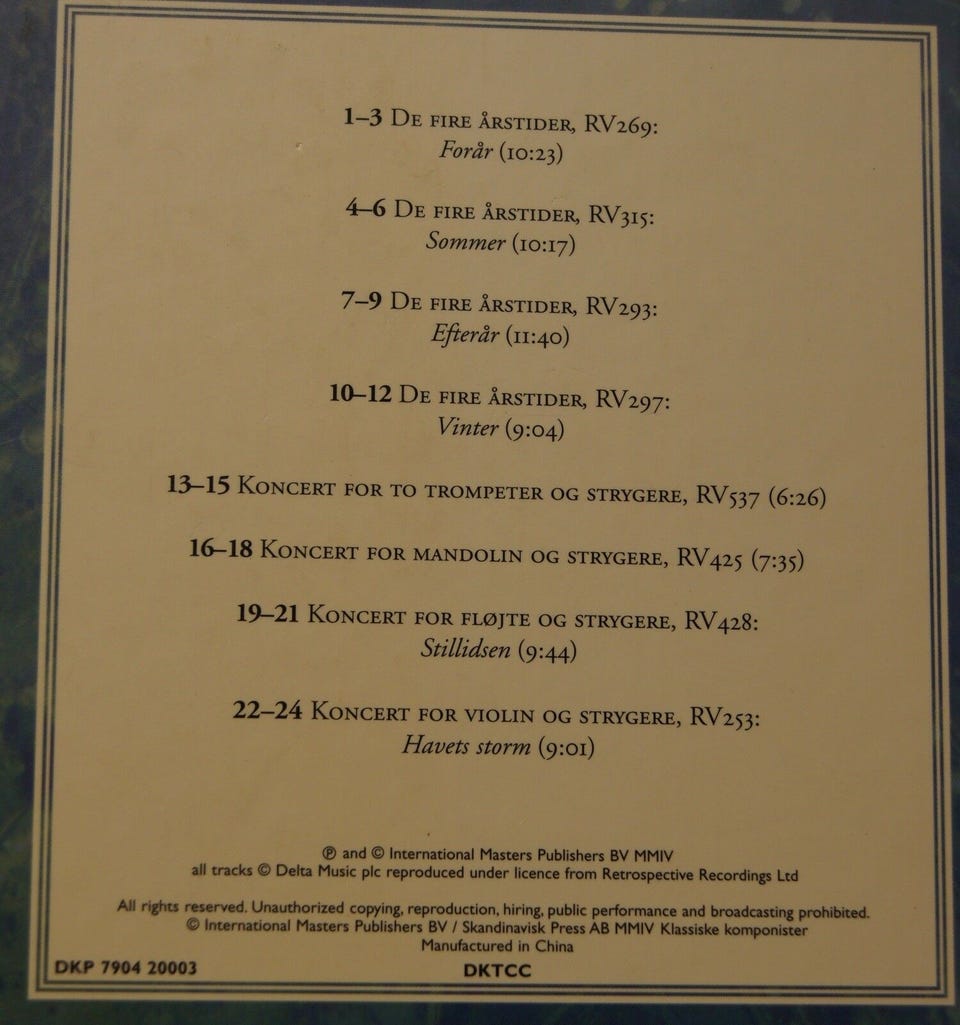 1–3 De fire årstider, RV269:
Forår (10:23)
4–6 De fire årstider, RV315:
Sommer (10:17)
7–9 De fire årstider, RV293:
Efterår (11:40)
10–12 De fire årstider, RV297:
Vinter (9:04)
13–15 Koncert for to trompeter og strygere, RV537 (6:26)
16–18 Koncert for mandolin og strygere, RV425 (7:35)
19–21 Koncert for fløjte og strygere, RV428:
Stillidsen (9:44)
22–24 Koncert for violin og strygere, RV253:
Havets storm (9:01)
℗ and © International Masters Publishers BV MMIV
all tracks © Delta Music plc reproduced under licence from Retrospective Recordings Ltd
All rights reserved. Unauthorized copying, reproduction, hiring, public performance and broadcasting prohibited.
© International Masters Publishers BV / Skandinavisk Press AB MMIV Klassiske komponister
Manufactured in China
DKP 7904 20003 DKTCC